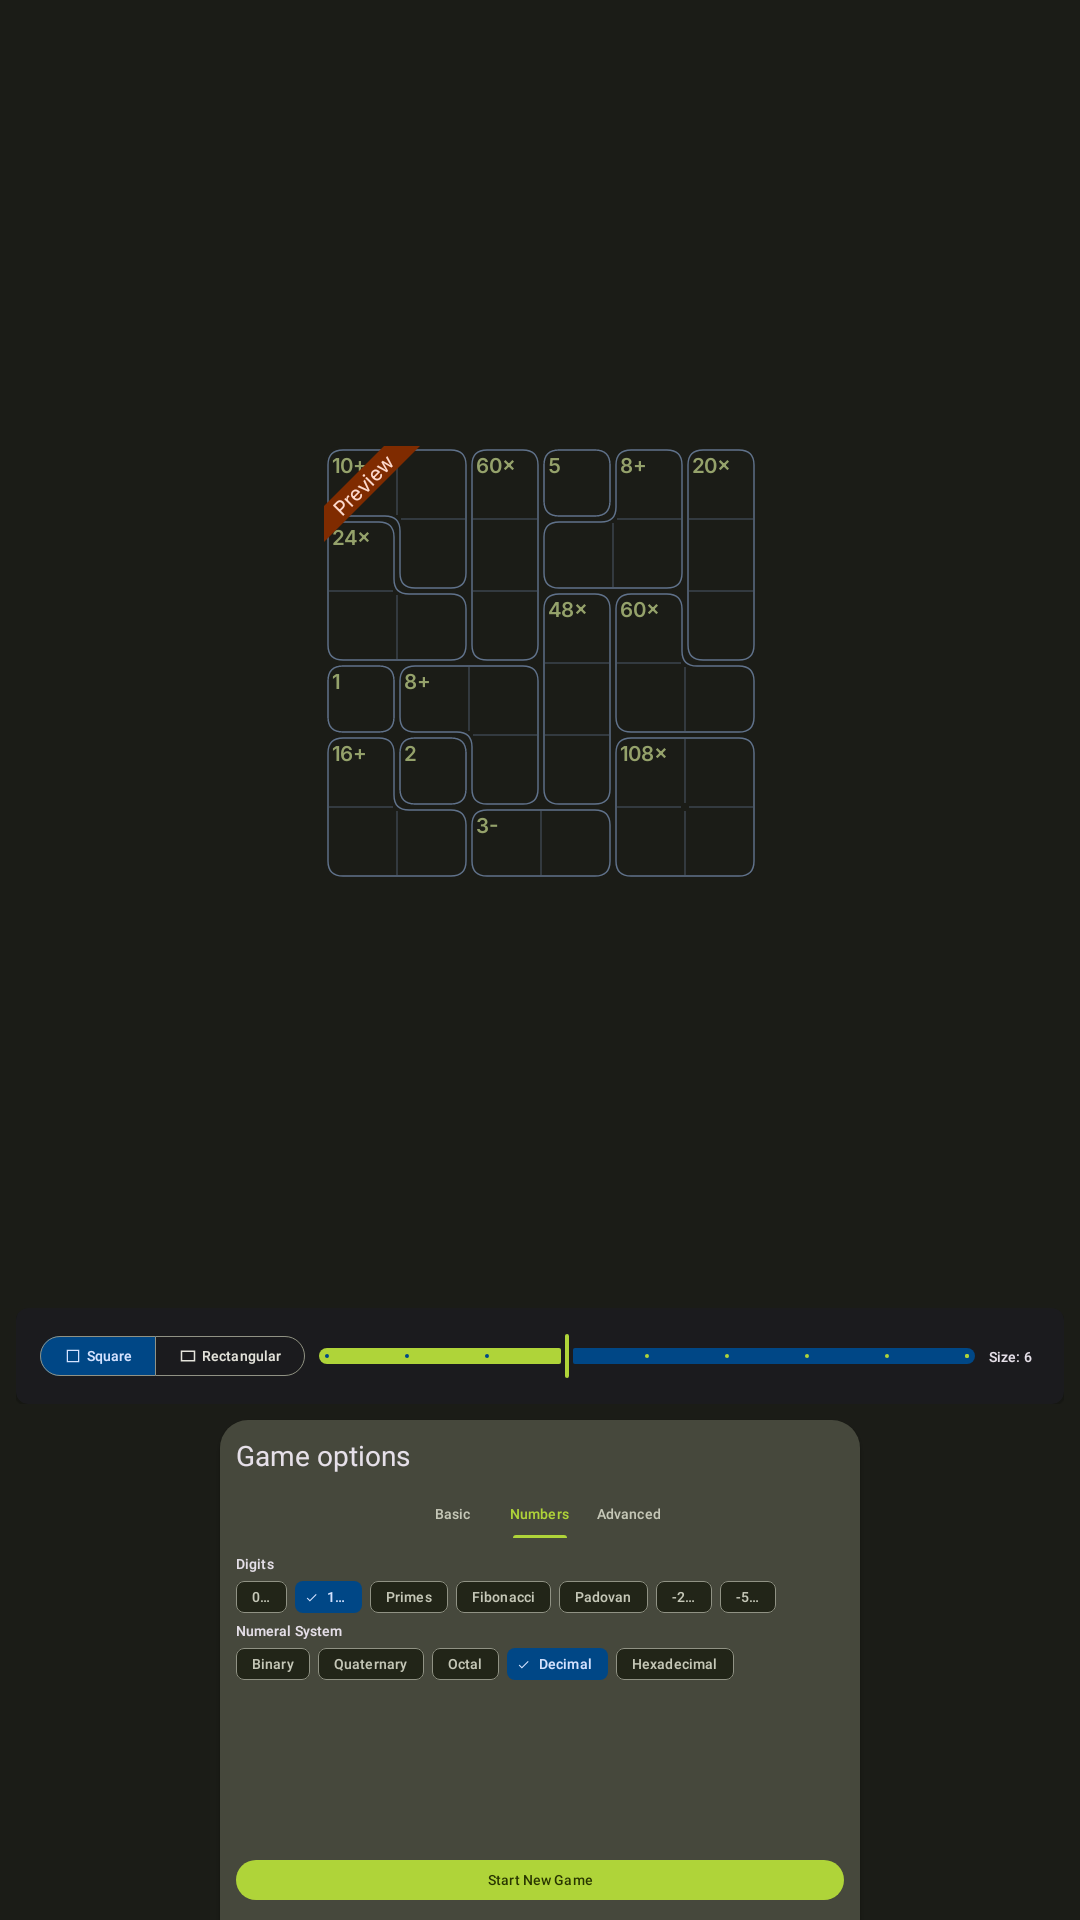 10+ 60× 5 8+ 20×
Preview
24×
48× 60×
1 8+
16+ 2 108×
3-
Square Rectangular Size: 6
Game options
Basic Numbers Advanced
Digits
0... 1... Primes Fibonacci Padovan -2... -5...
Numeral System
Binary Quaternary Octal Decimal Hexadecimal
Start New Game